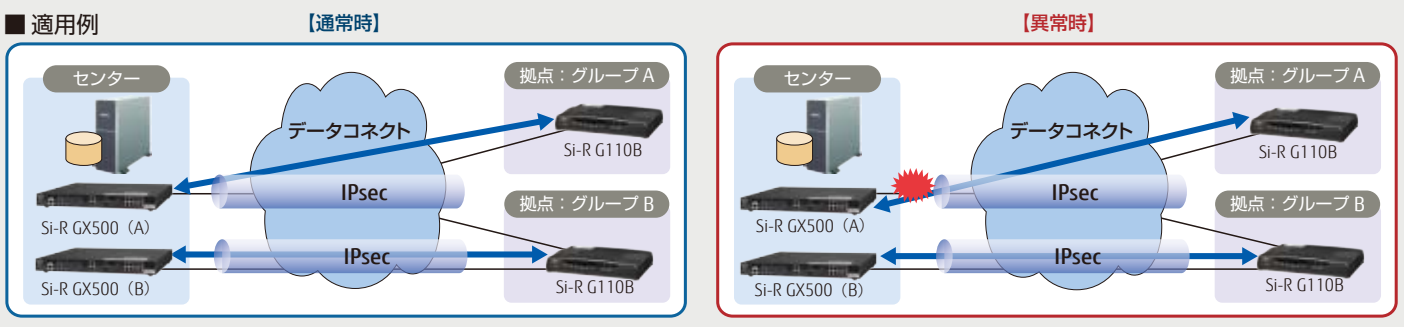 ■ 適用例
【通常時】
センター
データコネクト
拠点：グループ A
Si-R G110B
IPsec
Si-R GX500（A）
拠点：グループ B
IPsec
Si-R GX500（B）
Si-R G110B
【異常時】
センター
データコネクト
拠点：グループ A
Si-R G110B
IPsec
Si-R GX500（A）
拠点：グループ B
IPsec
Si-R GX500（B）
Si-R G110B